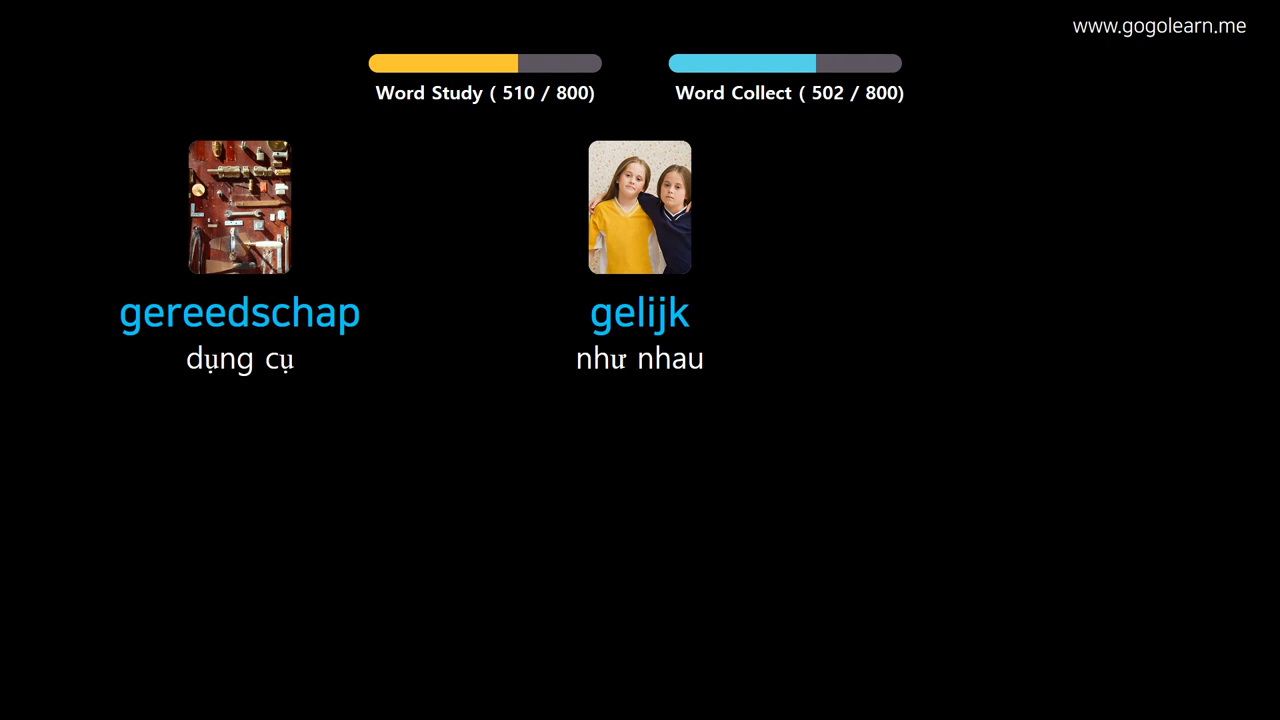 www.gogolearn.me
Word Study ( 510 / 800)
Word Collect ( 502 / 800)
gereedschap
dụng cụ
gelijk
như nhau